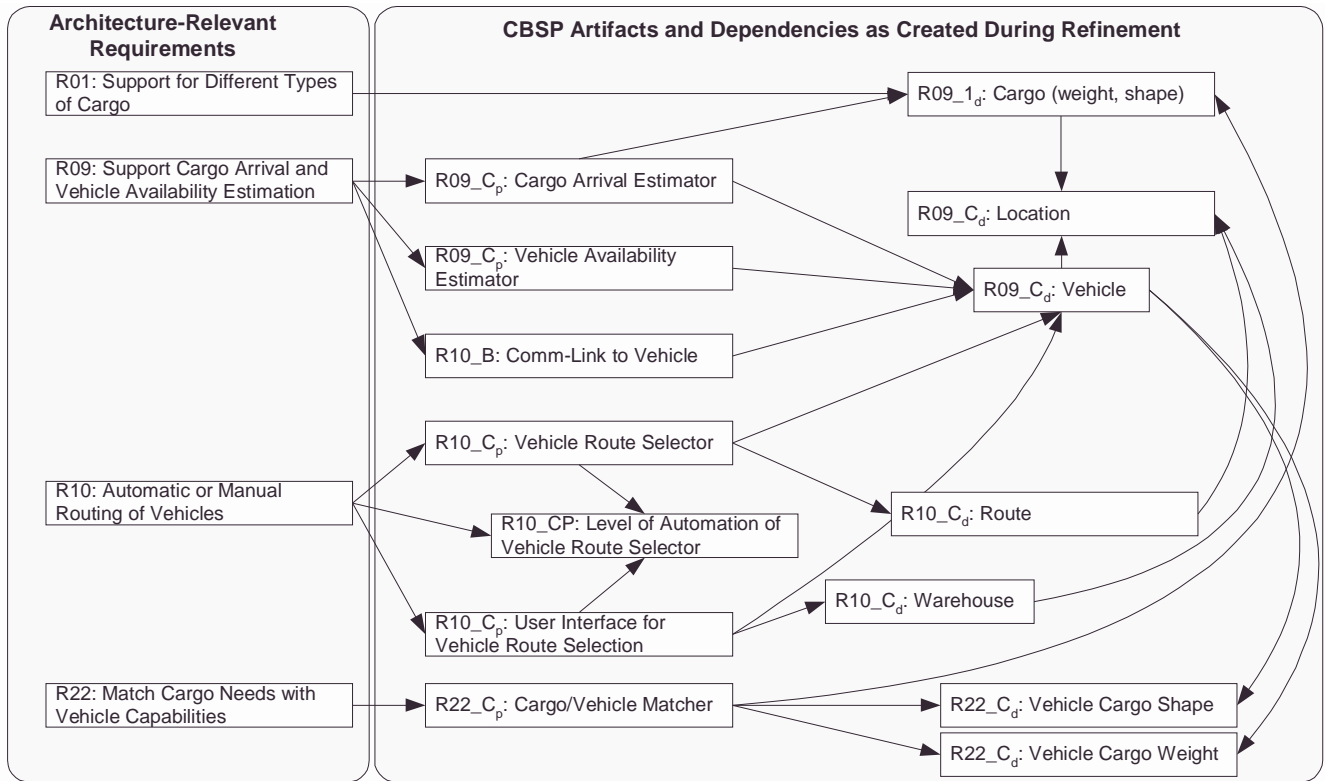 Architecture-Relevant
Requirements
CBSP Artifacts and Dependencies as Created During Refinement
R01: Support for Different Types
of Cargo
R09_1d: Cargo (weight, shape)
R09: Support Cargo Arrival and
Vehicle Availability Estimation
R09_Cp: Cargo Arrival Estimator
R09_Cd: Location
R09_Cp: Vehicle Availability
Estimator
R09_Cd: Vehicle
R10_B: Comm-Link to Vehicle
R10_Cp: Vehicle Route Selector
R10: Automatic or Manual
Routing of Vehicles
R10_CP: Level of Automation of
Vehicle Route Selector
R10_Cd: Route
R10_Cd: Warehouse
R10_Cp: User Interface for
Vehicle Route Selection
R22: Match Cargo Needs with
Vehicle Capabilities
R22_Cp: Cargo/Vehicle Matcher
R22_Cd: Vehicle Cargo Shape
R22_Cd: Vehicle Cargo Weight